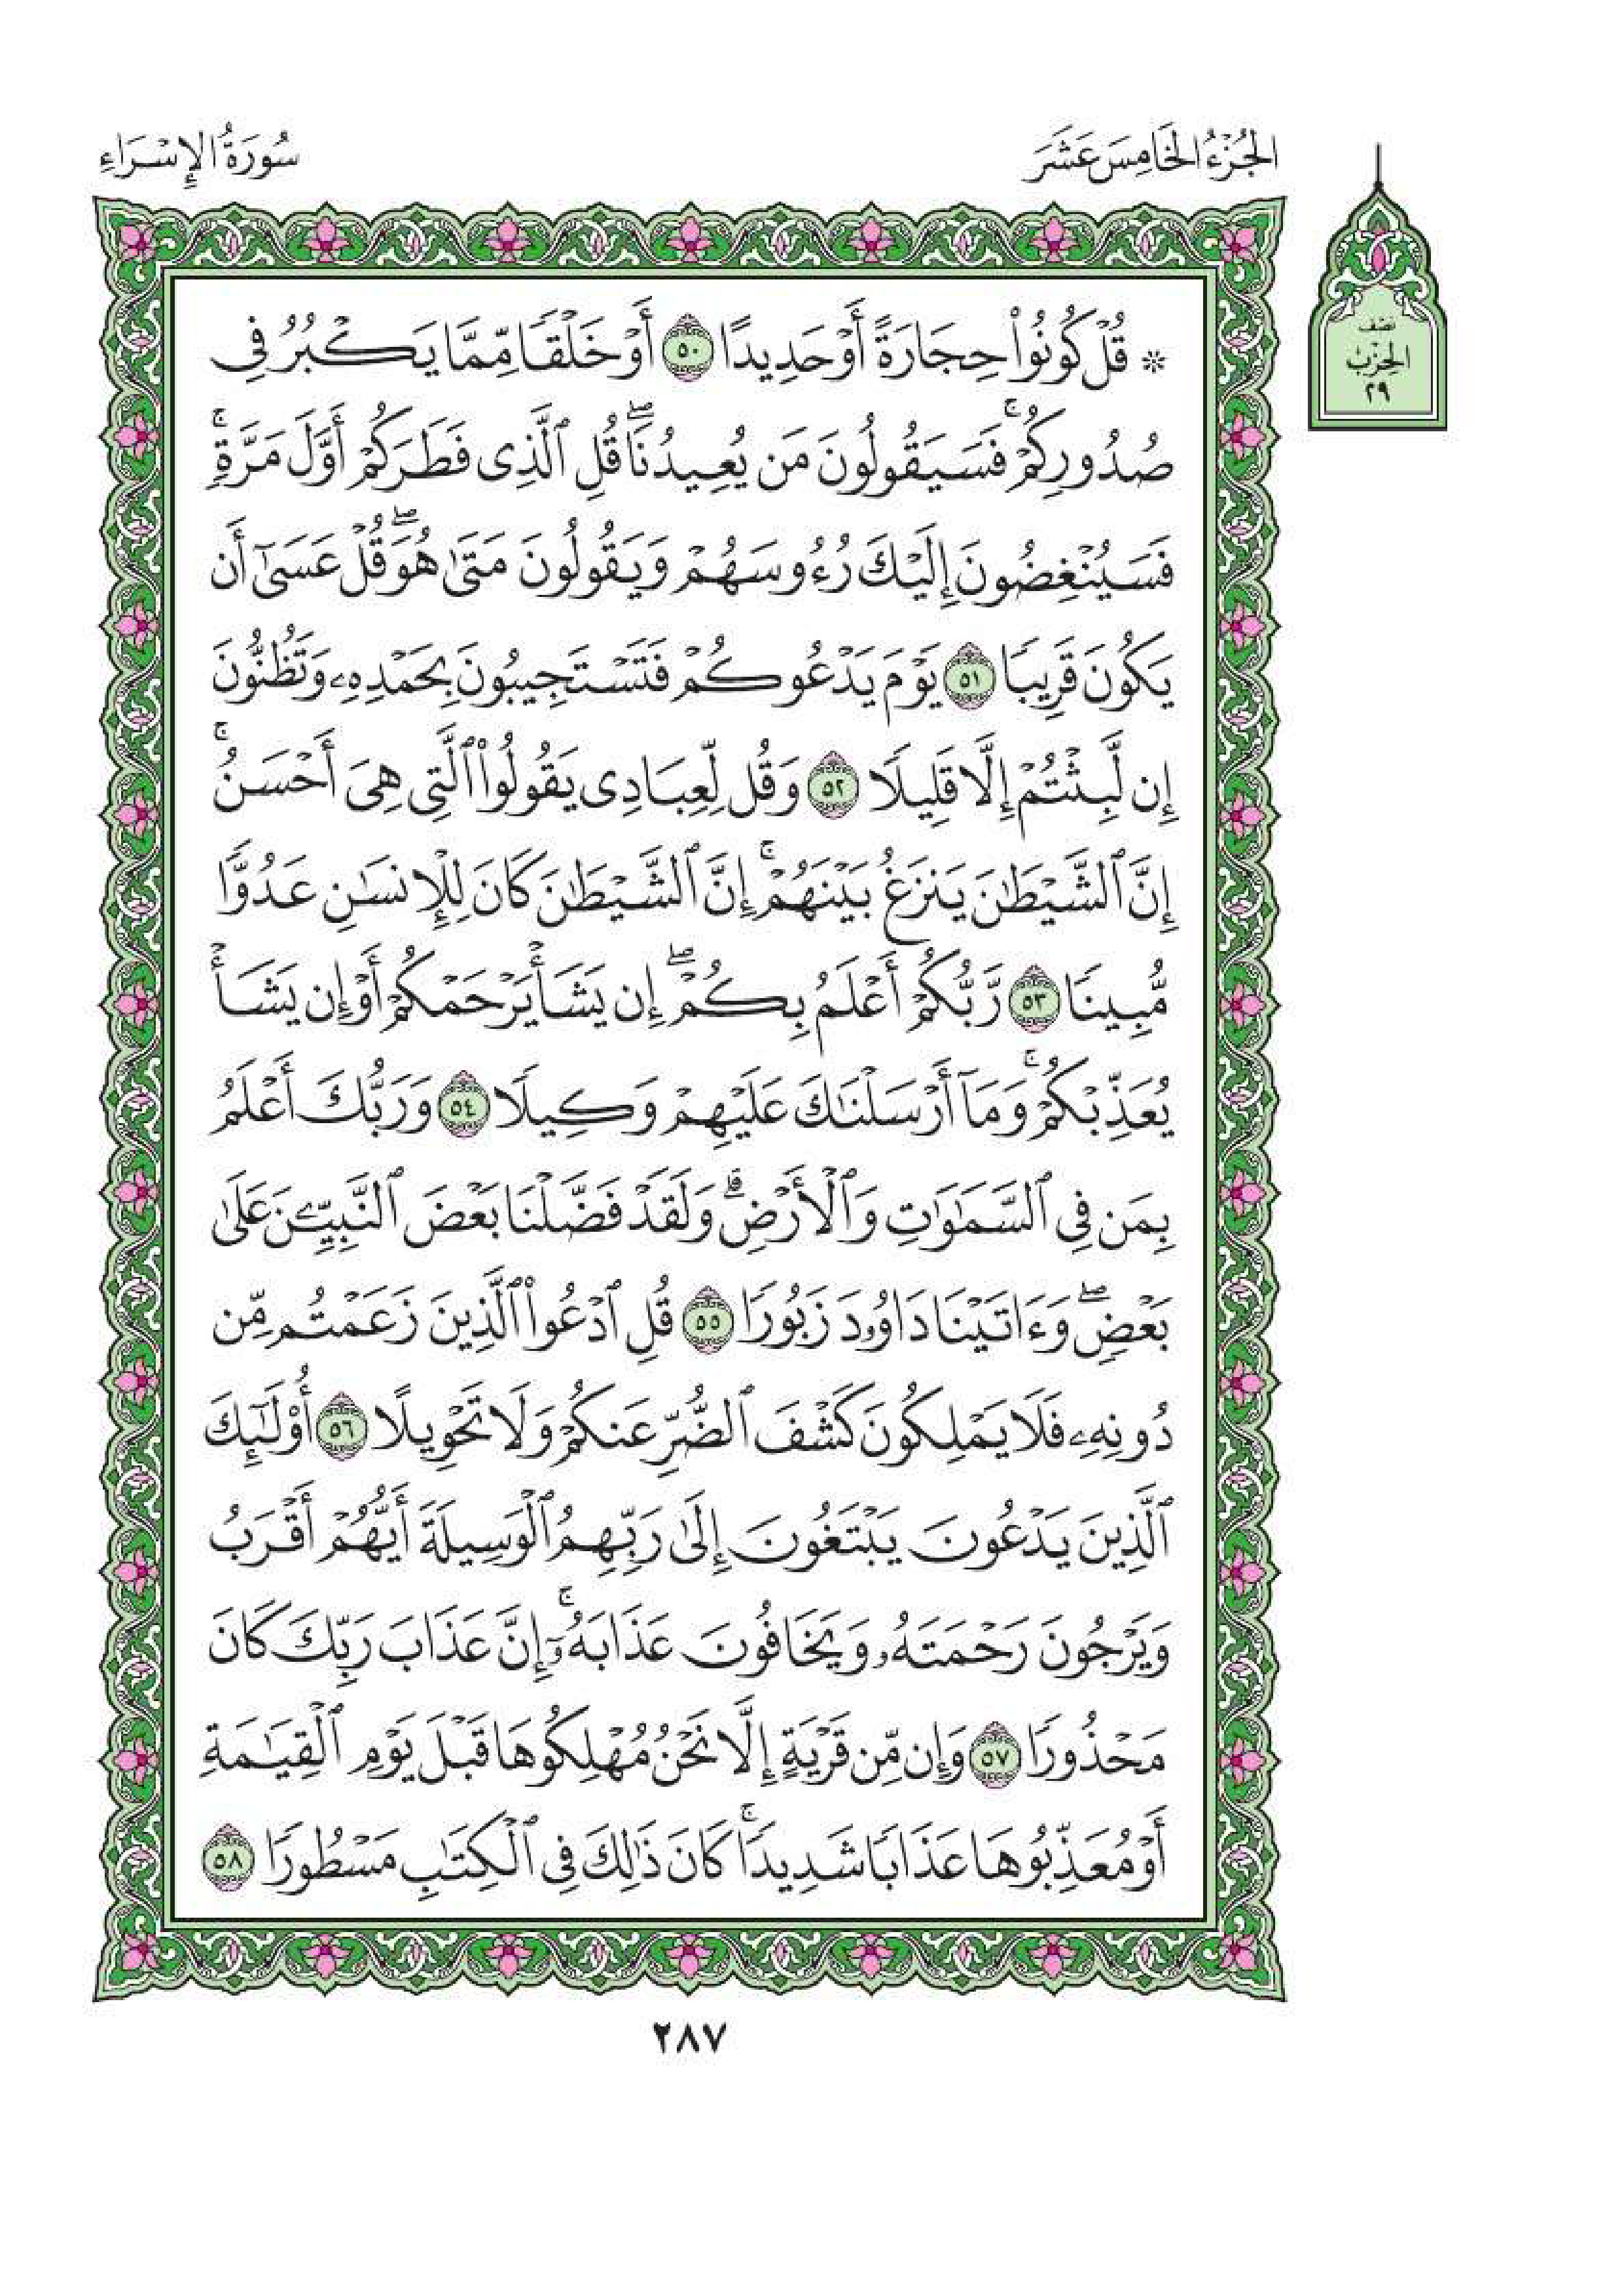 الجُزْءُ الخَامِسَ عَشَرَ
سُورَةُ الإِسْرَاءِ
نصف
الحزب
٢٩
۞ قُلْ كُونُوا۟ حِجَارَةً أَوْ حَدِيدًا ٥٠ أَوْ خَلْقًا مِّمَّا يَكْبُرُ فِى
صُدُورِكُمْ ۚ فَسَيَقُولُونَ مَن يُعِيدُنَا ۖ قُلِ ٱلَّذِى فَطَرَكُمْ أَوَّلَ مَرَّةٍ ۚ
فَسَيُنْغِضُونَ إِلَيْكَ رُءُوسَهُمْ وَيَقُولُونَ مَتَىٰ هُوَ ۖ قُلْ عَسَىٰٓ أَن
يَكُونَ قَرِيبًا ٥١ يَوْمَ يَدْعُوكُمْ فَتَسْتَجِيبُونَ بِحَمْدِهِۦ وَتَظُنُّونَ
إِن لَّبِثْتُمْ إِلَّا قَلِيلًا ٥٢ وَقُل لِّعِبَادِى يَقُولُوا۟ ٱلَّتِى هِىَ أَحْسَنُ ۚ
إِنَّ ٱلشَّيْطَٰنَ يَنزَغُ بَيْنَهُمْ ۚ إِنَّ ٱلشَّيْطَٰنَ كَانَ لِلْإِنسَٰنِ عَدُوًّا
مُّبِينًا ٥٣ رَّبُّكُمْ أَعْلَمُ بِكُمْ ۖ إِن يَشَأْ يَرْحَمْكُمْ أَوْ إِن يَشَأْ
يُعَذِّبْكُمْ ۚ وَمَآ أَرْسَلْنَٰكَ عَلَيْهِمْ وَكِيلًا ٥٤ وَرَبُّكَ أَعْلَمُ
بِمَن فِى ٱلسَّمَٰوَٰتِ وَٱلْأَرْضِ ۗ وَلَقَدْ فَضَّلْنَا بَعْضَ ٱلنَّبِيِّـۧنَ عَلَىٰ
بَعْضٍ ۖ وَءَاتَيْنَا دَاوُۥدَ زَبُورًا ٥٥ قُلِ ٱدْعُوا۟ ٱلَّذِينَ زَعَمْتُم مِّن
دُونِهِۦ فَلَا يَمْلِكُونَ كَشْفَ ٱلضُّرِّ عَنكُمْ وَلَا تَحْوِيلًا ٥٦ أُو۟لَٰٓئِكَ
ٱلَّذِينَ يَدْعُونَ يَبْتَغُونَ إِلَىٰ رَبِّهِمُ ٱلْوَسِيلَةَ أَيُّهُمْ أَقْرَبُ
وَيَرْجُونَ رَحْمَتَهُۥ وَيَخَافُونَ عَذَابَهُۥٓ ۚ إِنَّ عَذَابَ رَبِّكَ كَانَ
مَحْذُورًا ٥٧ وَإِن مِّن قَرْيَةٍ إِلَّا نَحْنُ مُهْلِكُوهَا قَبْلَ يَوْمِ ٱلْقِيَٰمَةِ
أَوْ مُعَذِّبُوهَا عَذَابًا شَدِيدًا ۚ كَانَ ذَٰلِكَ فِى ٱلْكِتَٰبِ مَسْطُورًا ٥٨
٢٨٧